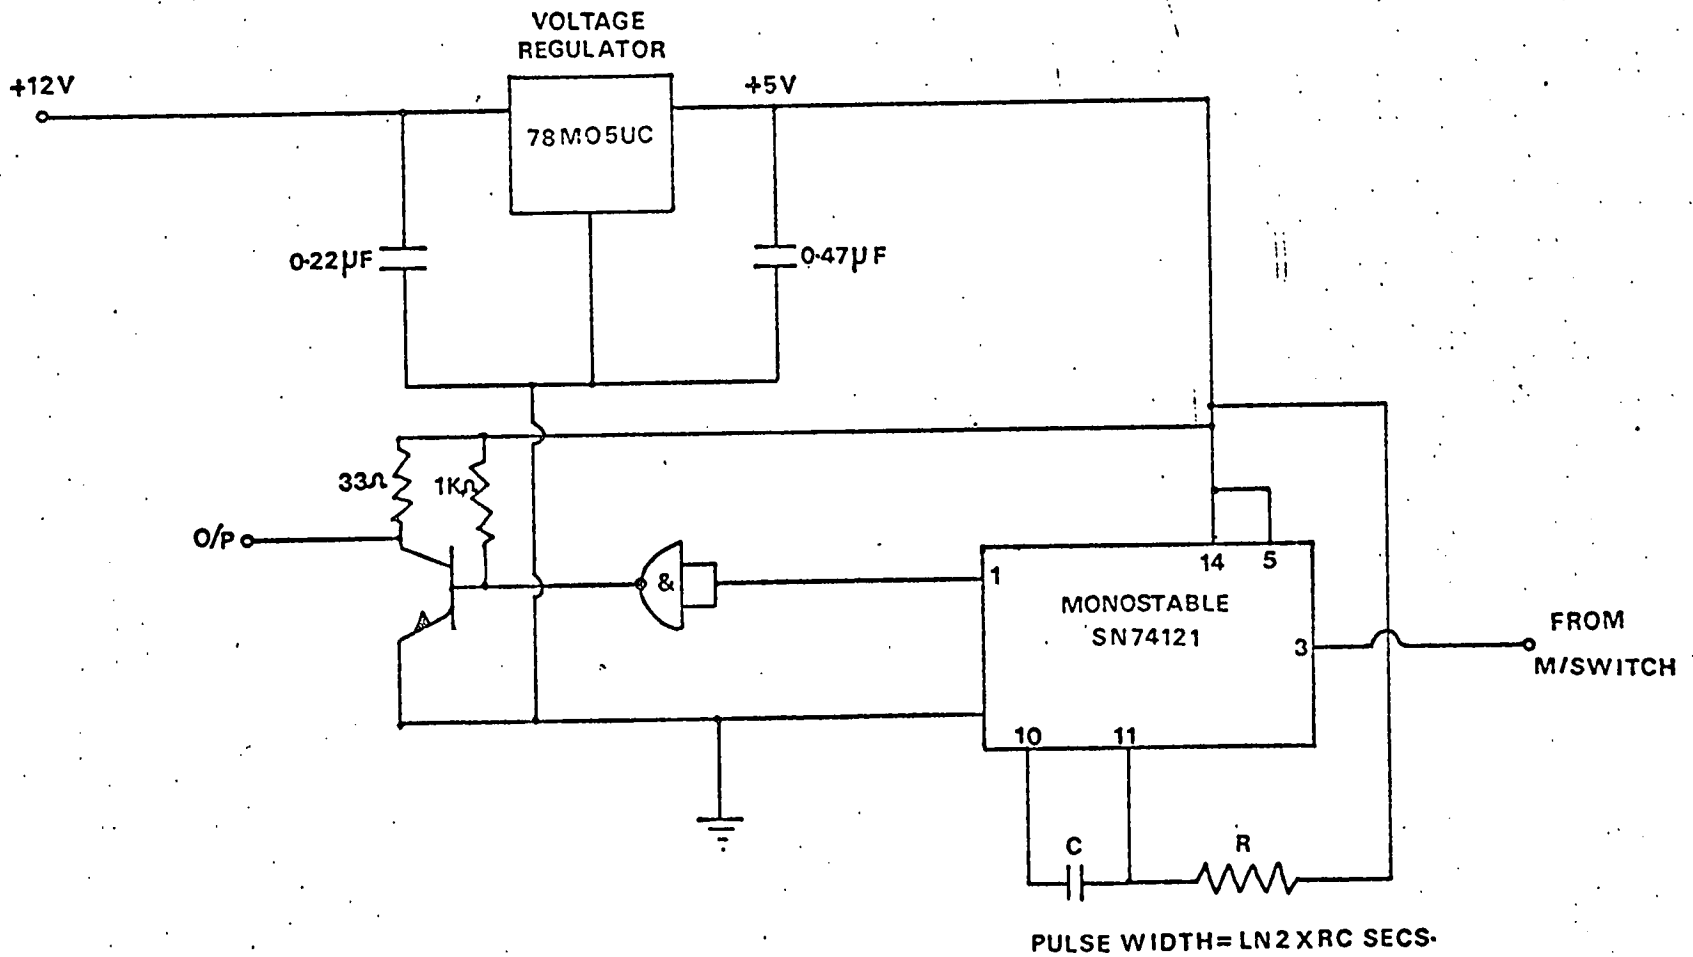 VOLTAGE
REGULATOR
+12V
+5V
78MO5UC
0·22µF
0·47µF
33Ω
1KΩ
O/P
&
1
14
5
MONOSTABLE
SN74121
3
FROM
M/SWITCH
10
11
C
R
PULSE WIDTH= LN2XRC SECS.